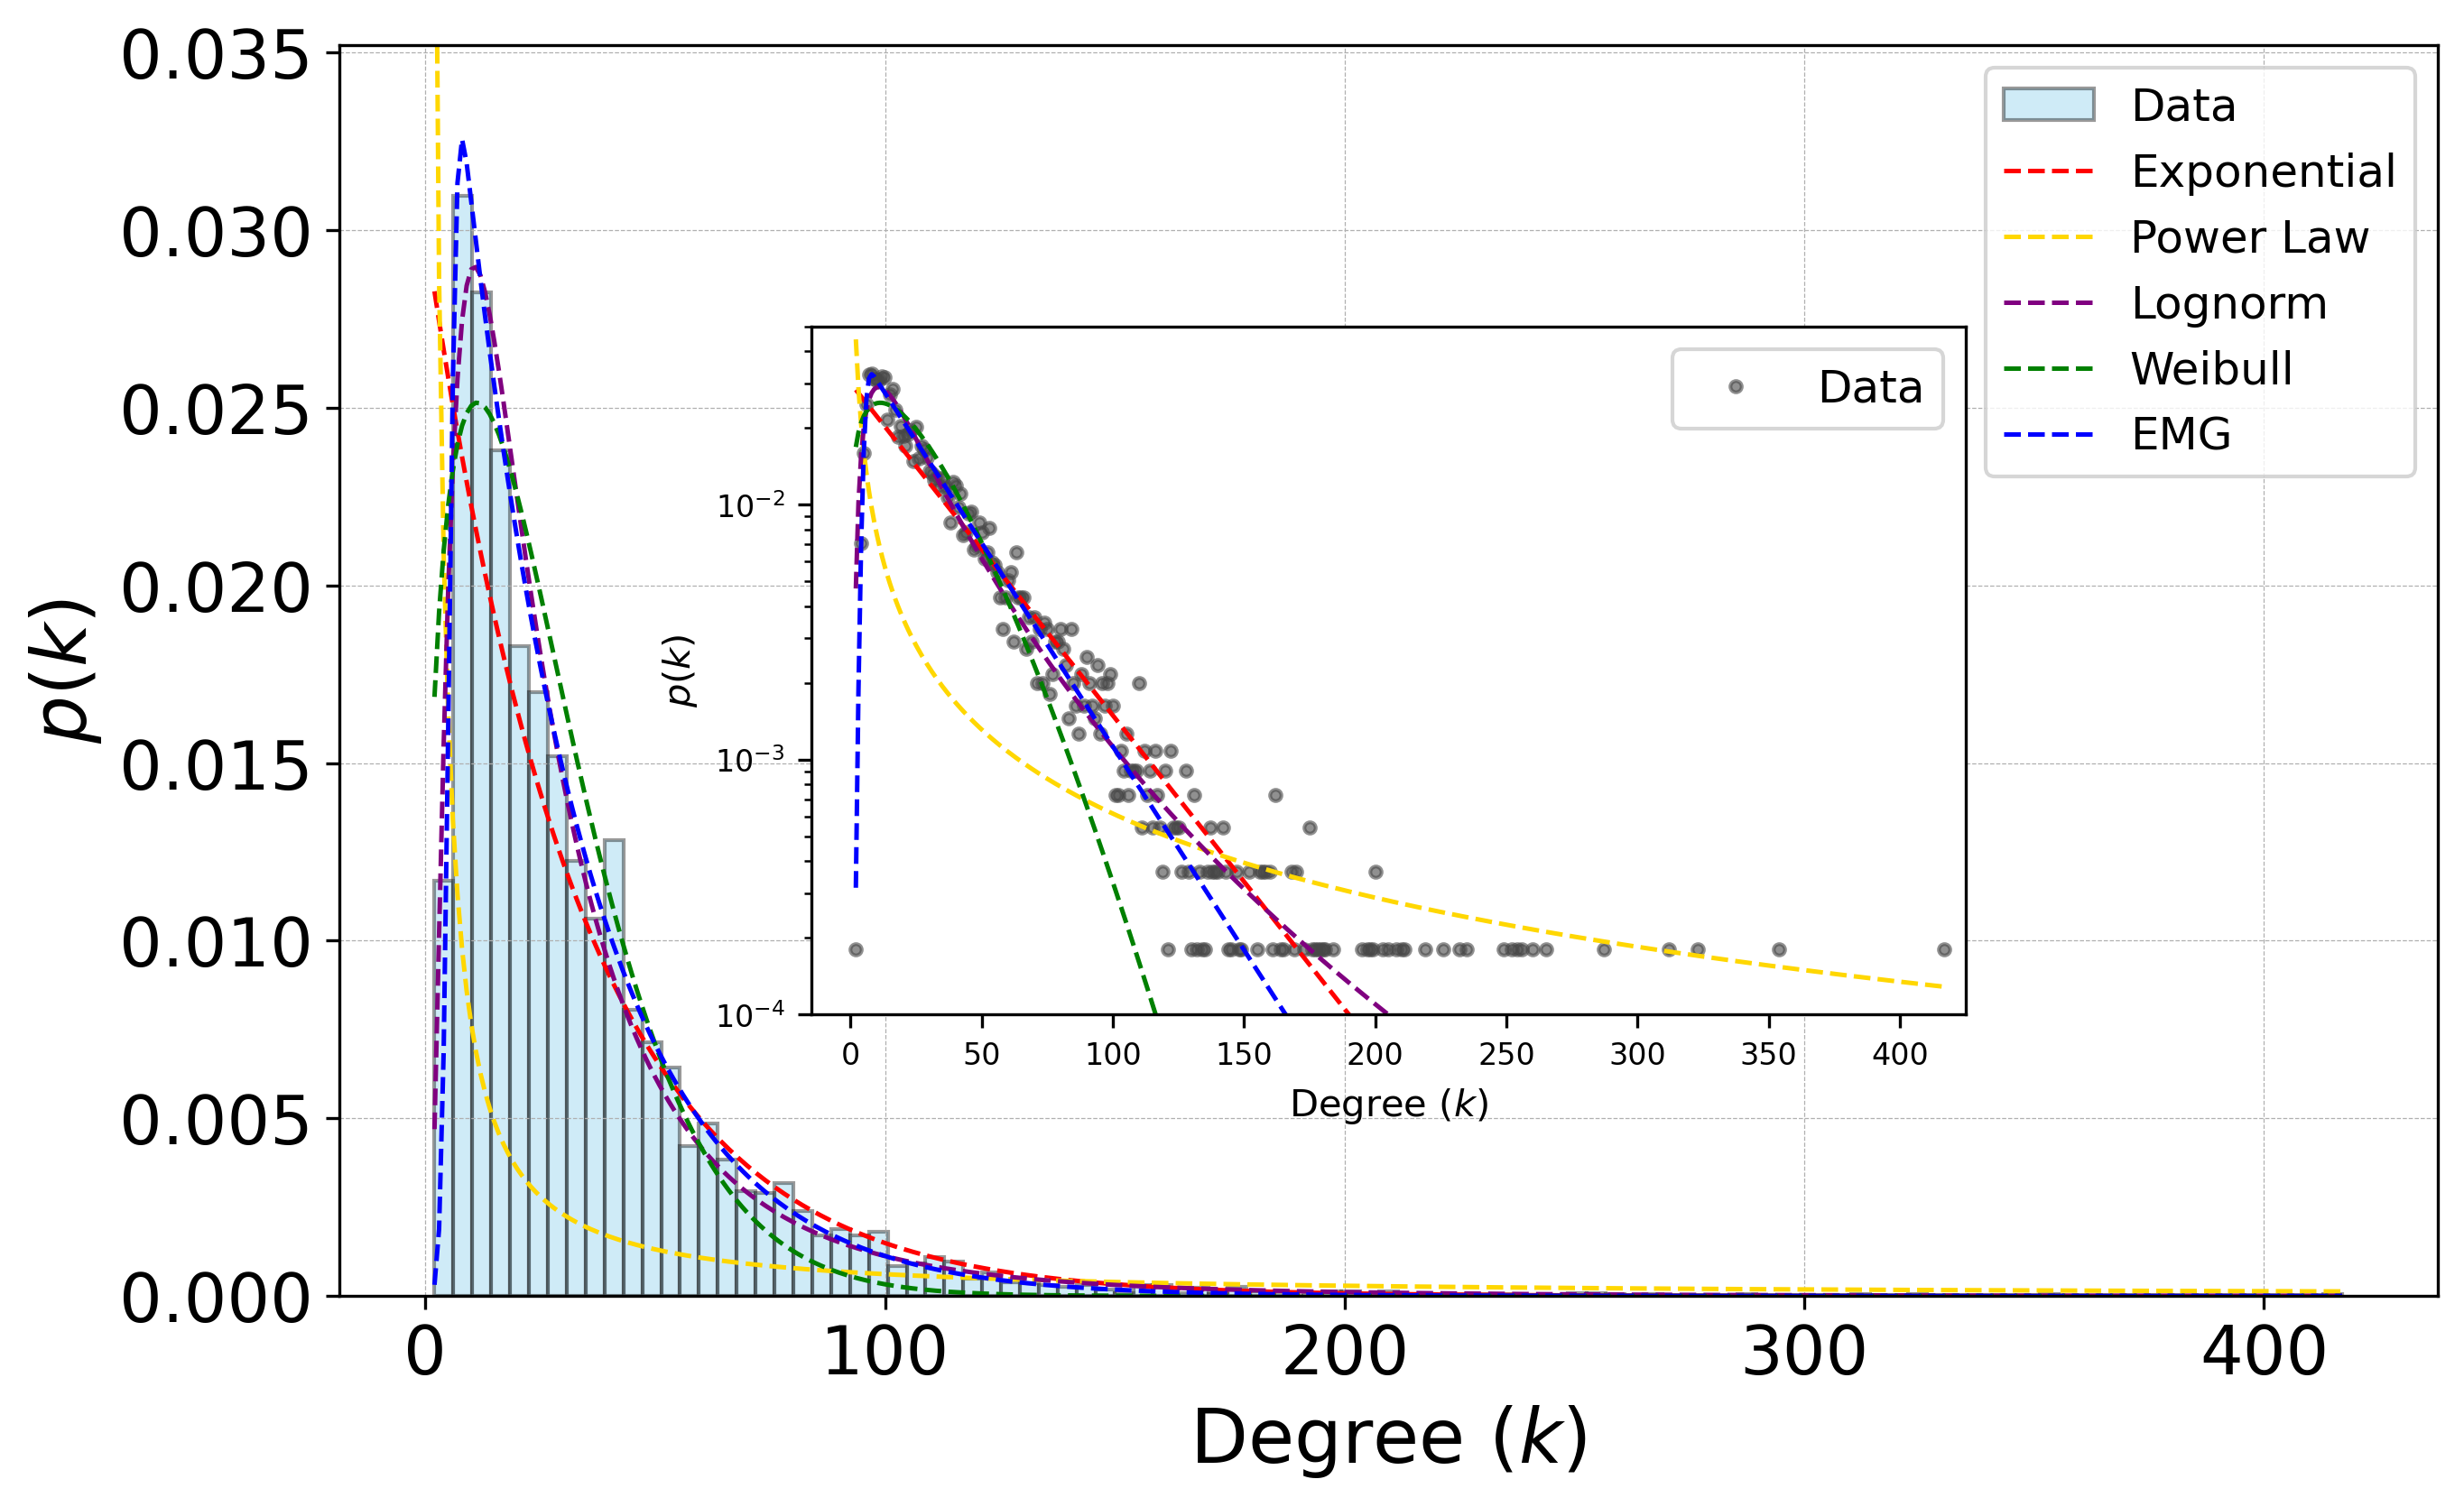 0.035
0.030
0.025
0.020
0.015
0.010
0.005
0.000
p(k)
0
100
200
300
400
Degree (k)
Data
Exponential
Power Law
Lognorm
Weibull
EMG
Data
10⁻²
10⁻³
10⁻⁴
p(k)
0
50
100
150
200
250
300
350
400
Degree (k)